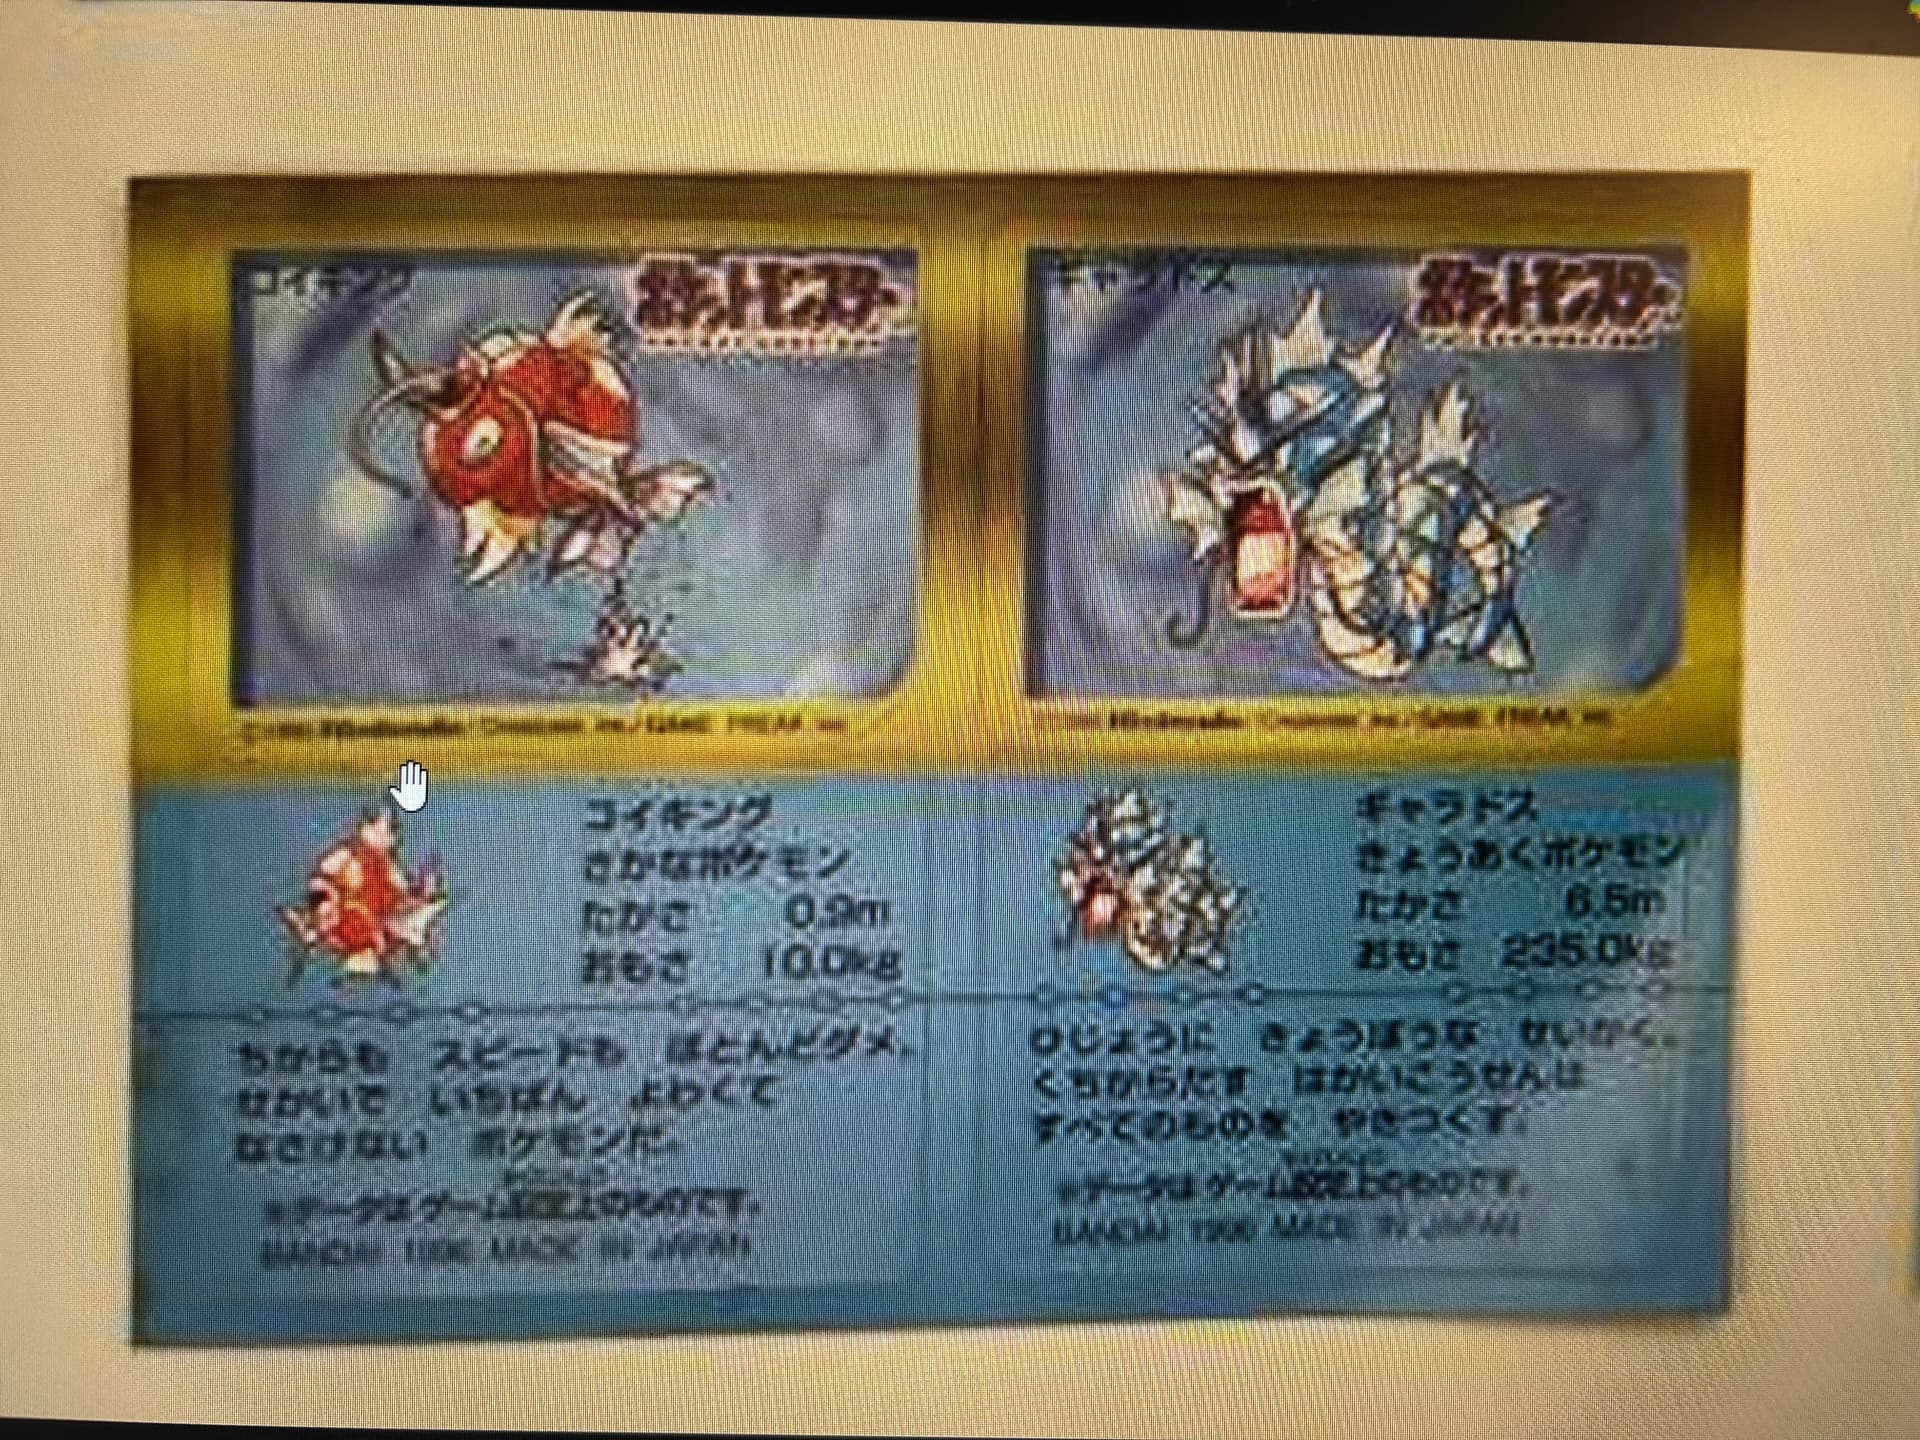 コイキング
ポケットモンスター
ギャラドス
ポケットモンスター
Nintendo
GAME FREAK inc.
Nintendo
GAME FREAK inc.
コイキング
さかなポケモン
たかさ 0.9m
おもさ 10.0kg
ちからも スピードも ほとんどダメ。
せかいで いちばん よわくて
なさけない ポケモンだ。
※データはゲーム設定上のものです。
BANDAI 1996 MADE IN JAPAN
ギャラドス
きょうあくポケモン
たかさ 6.5m
おもさ 235.0kg
ひじょうに きょうぼうな せいかく。
くちからだす はかいこうせんは
すべてのものを やきつくす。
※データはゲーム設定上のものです。
BANDAI 1996 MADE IN JAPAN